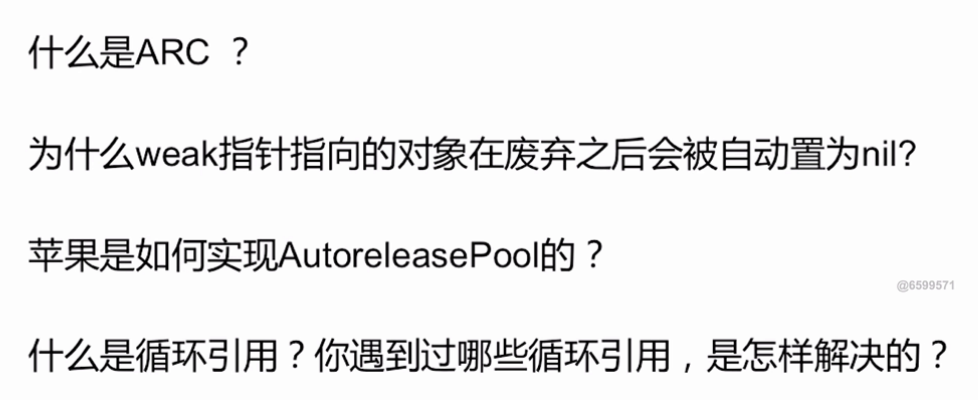 什么是ARC ？
为什么weak指针指向的对象在废弃之后会被自动置为nil?
苹果是如何实现AutoreleasePool的？
@6599571
什么是循环引用？你遇到过哪些循环引用，是怎样解决的？